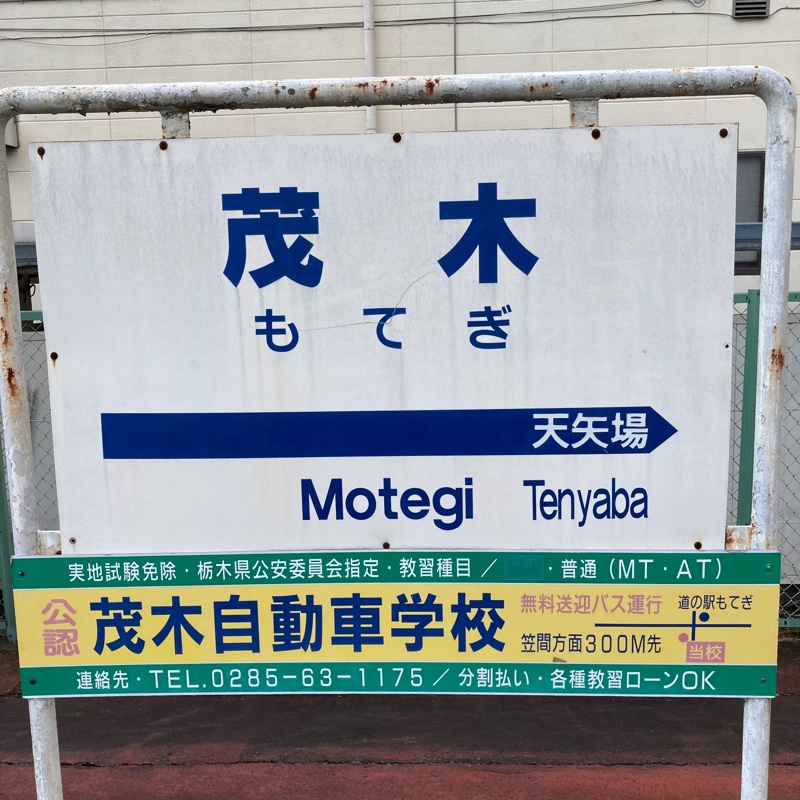 茂木
もてぎ
天矢場
Motegi Tenyaba
実地試験免除・栃木県公安委員会指定・教習種目／ ・普通（MT・AT）
公認 茂木自動車学校
無料送迎バス運行 道の駅もてぎ
笠間方面300M先 当校
連絡先・TEL.0285-63-1175／分割払い・各種教習ローンOK